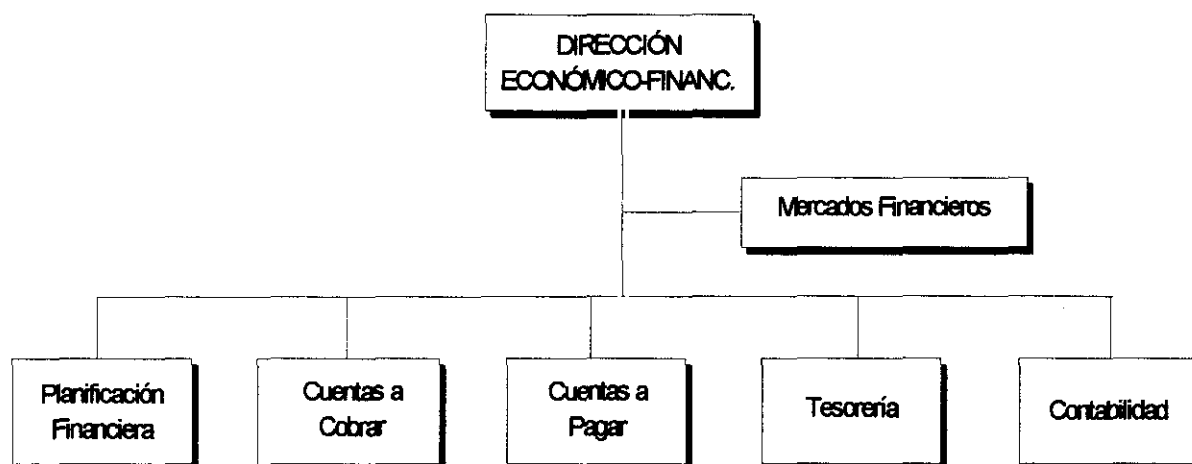 DIRECCIÓN
ECONÓMICO-FINANC.
Mercados Financieros
Planificación
Financiera
Cuentas a
Cobrar
Cuentas a
Pagar
Tesorería
Contabilidad